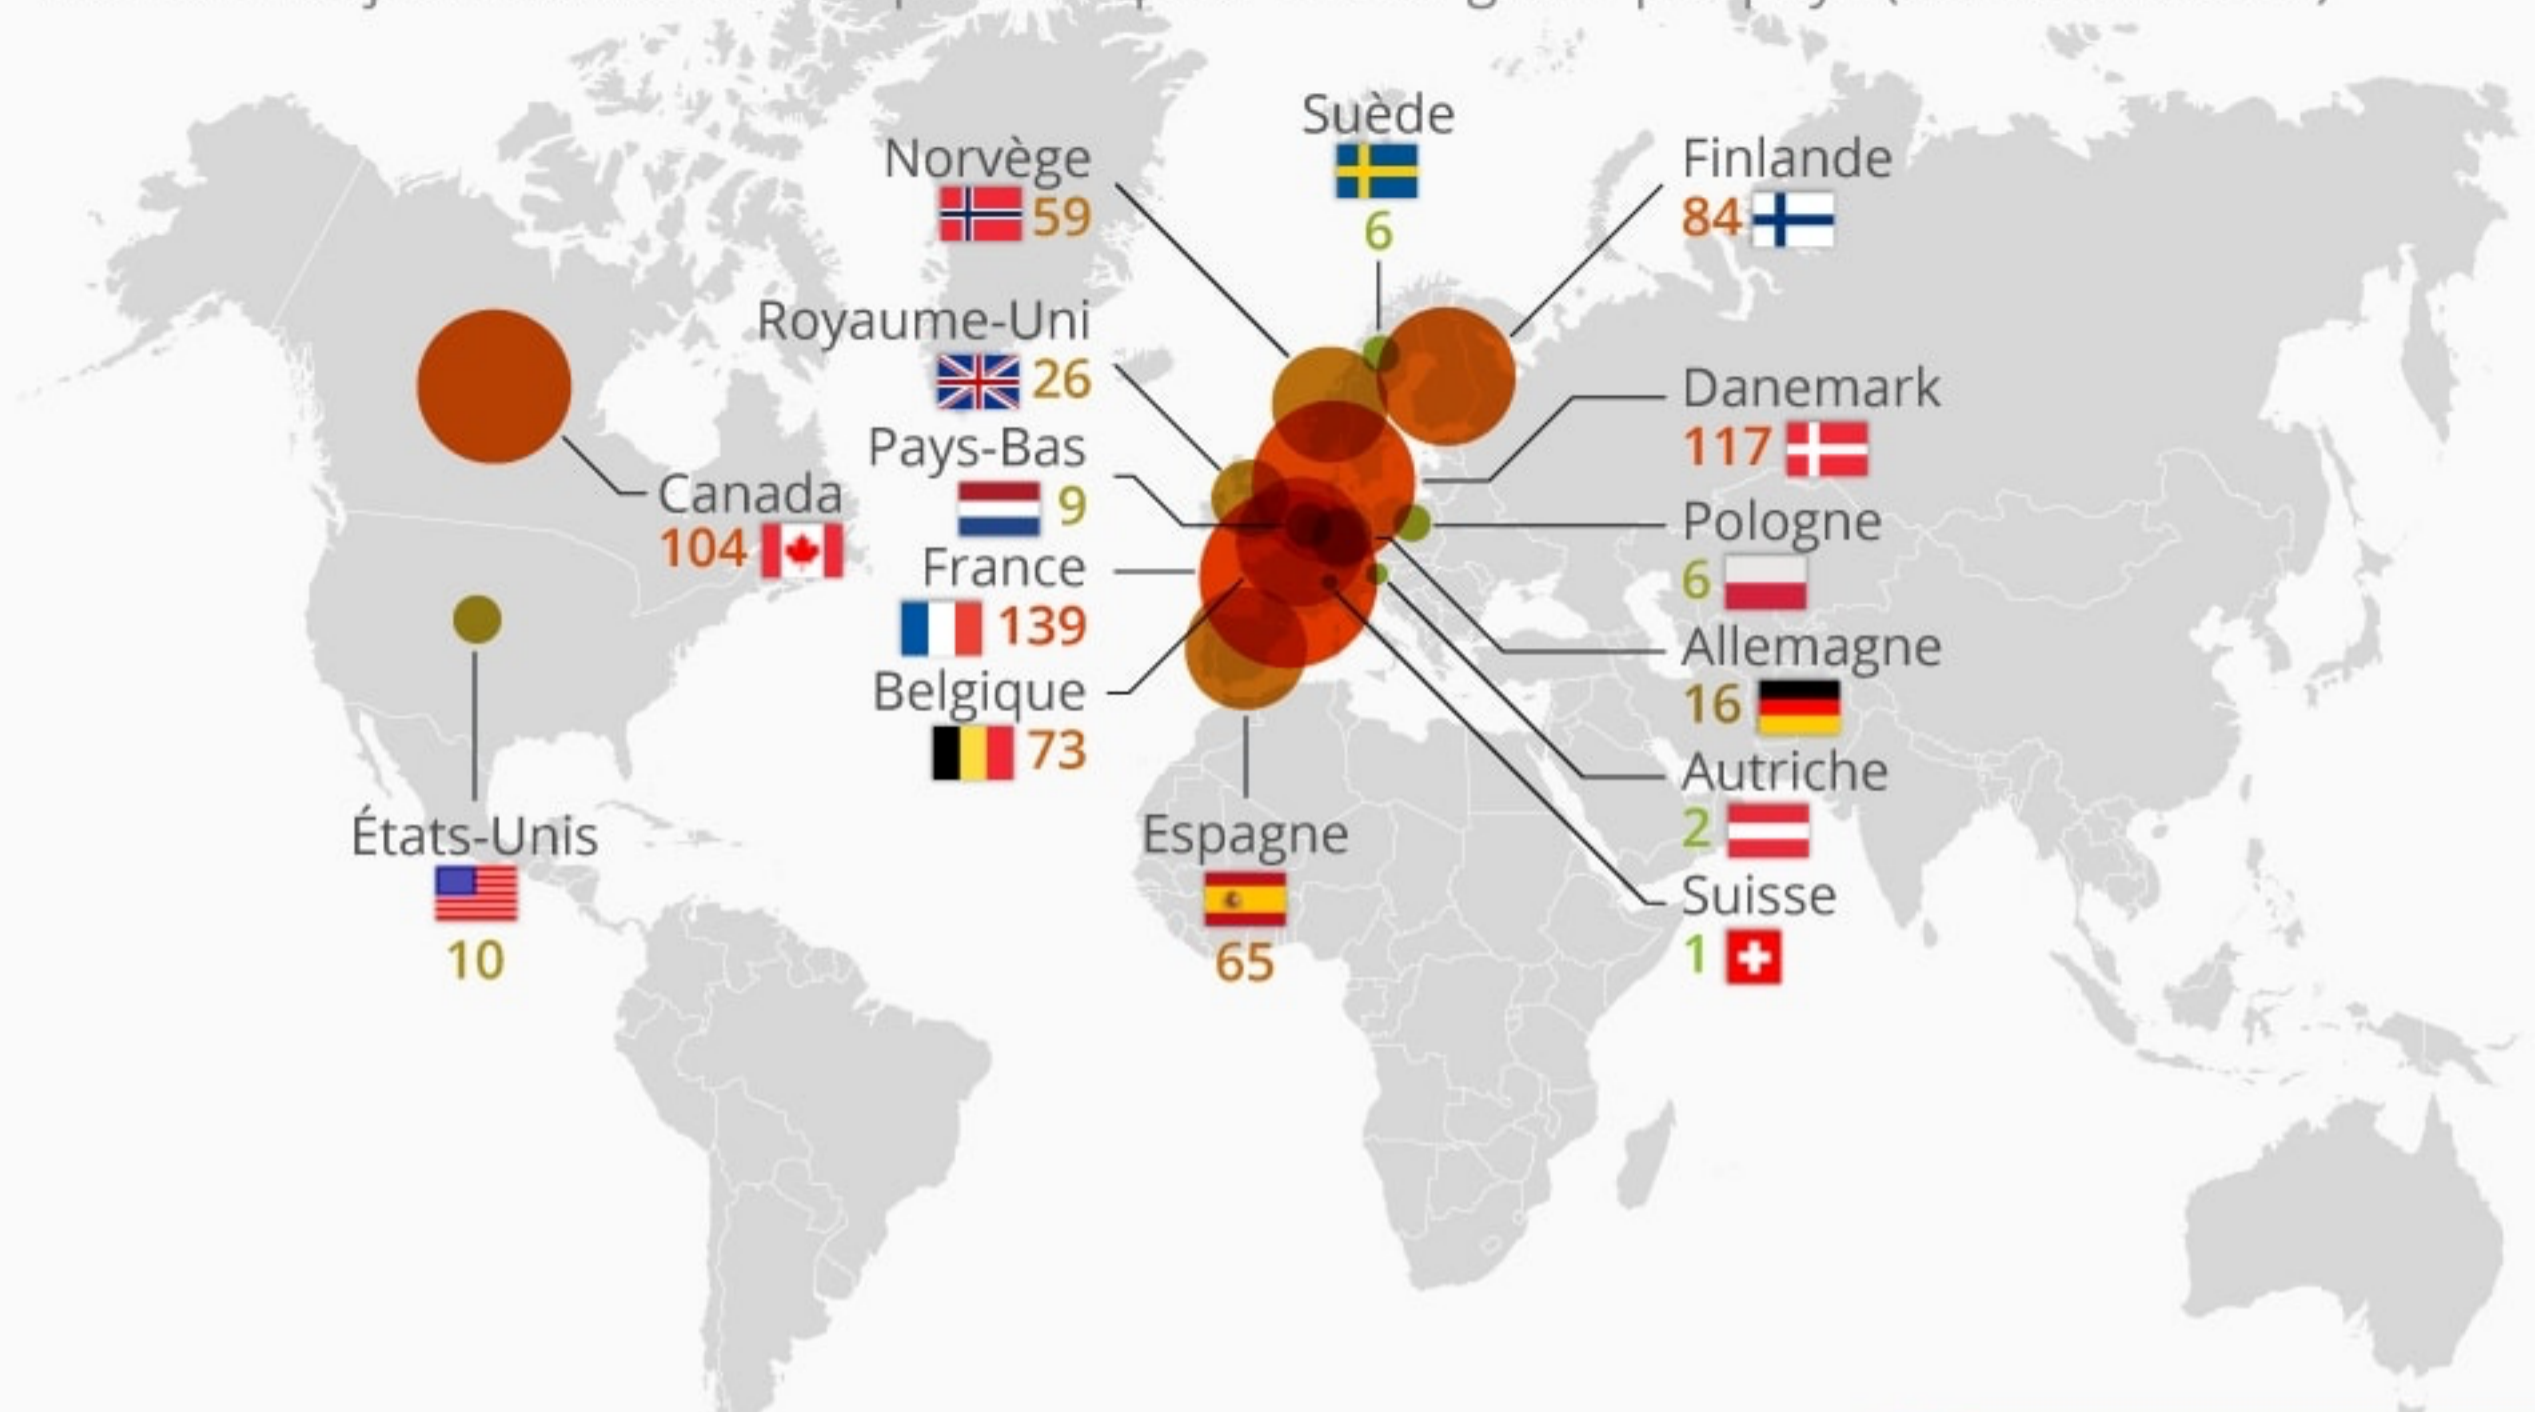 Suède
6
Norvège
59
Finlande
84
Royaume-Uni
26
Danemark
117
Pays-Bas
9
Canada
104
Pologne
6
France
139
Allemagne
16
Belgique
73
Autriche
2
États-Unis
10
Espagne
65
Suisse
1